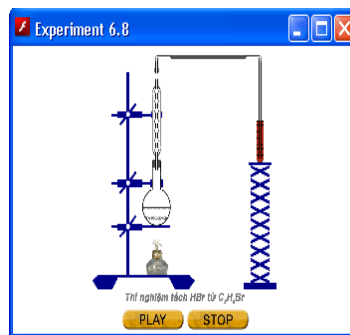 Experiment 6.8
Thí nghiệm tách HBr từ C₂H₅Br
PLAY STOP